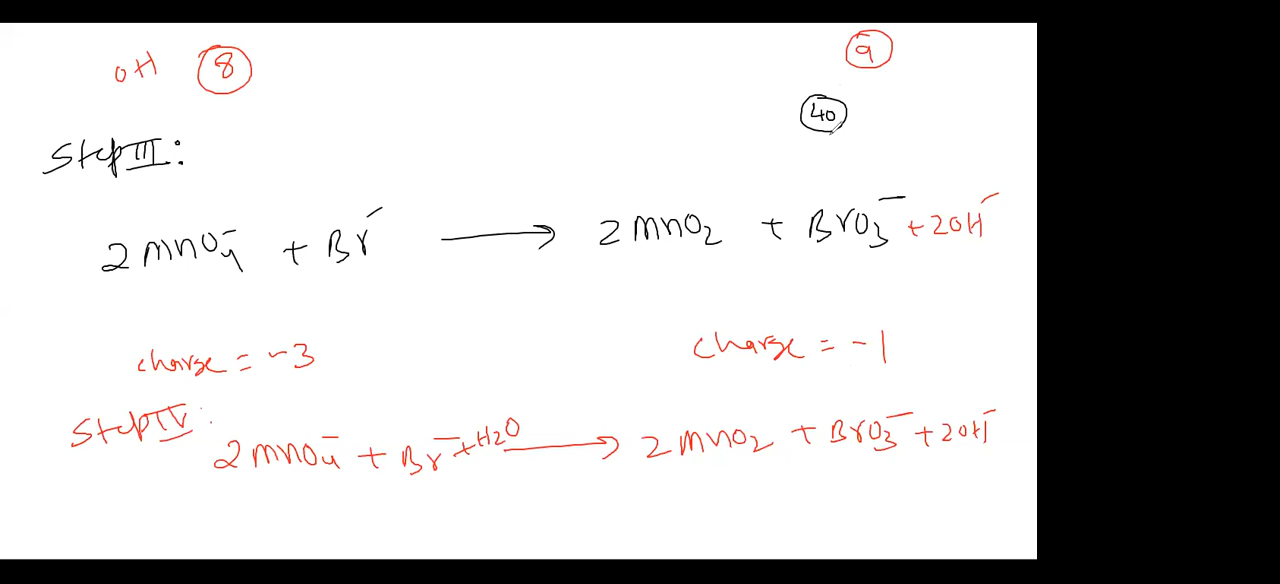 OH 8 9
40
Step III:
2MnO₄⁻ + Br⁻ ⟶ 2MnO₂ + BrO₃⁻ + 2OH⁻
charge = -3 charge = -1
Step IV:
2MnO₄⁻ + Br⁻ + H₂O ⟶ 2MnO₂ + BrO₃⁻ + 2OH⁻